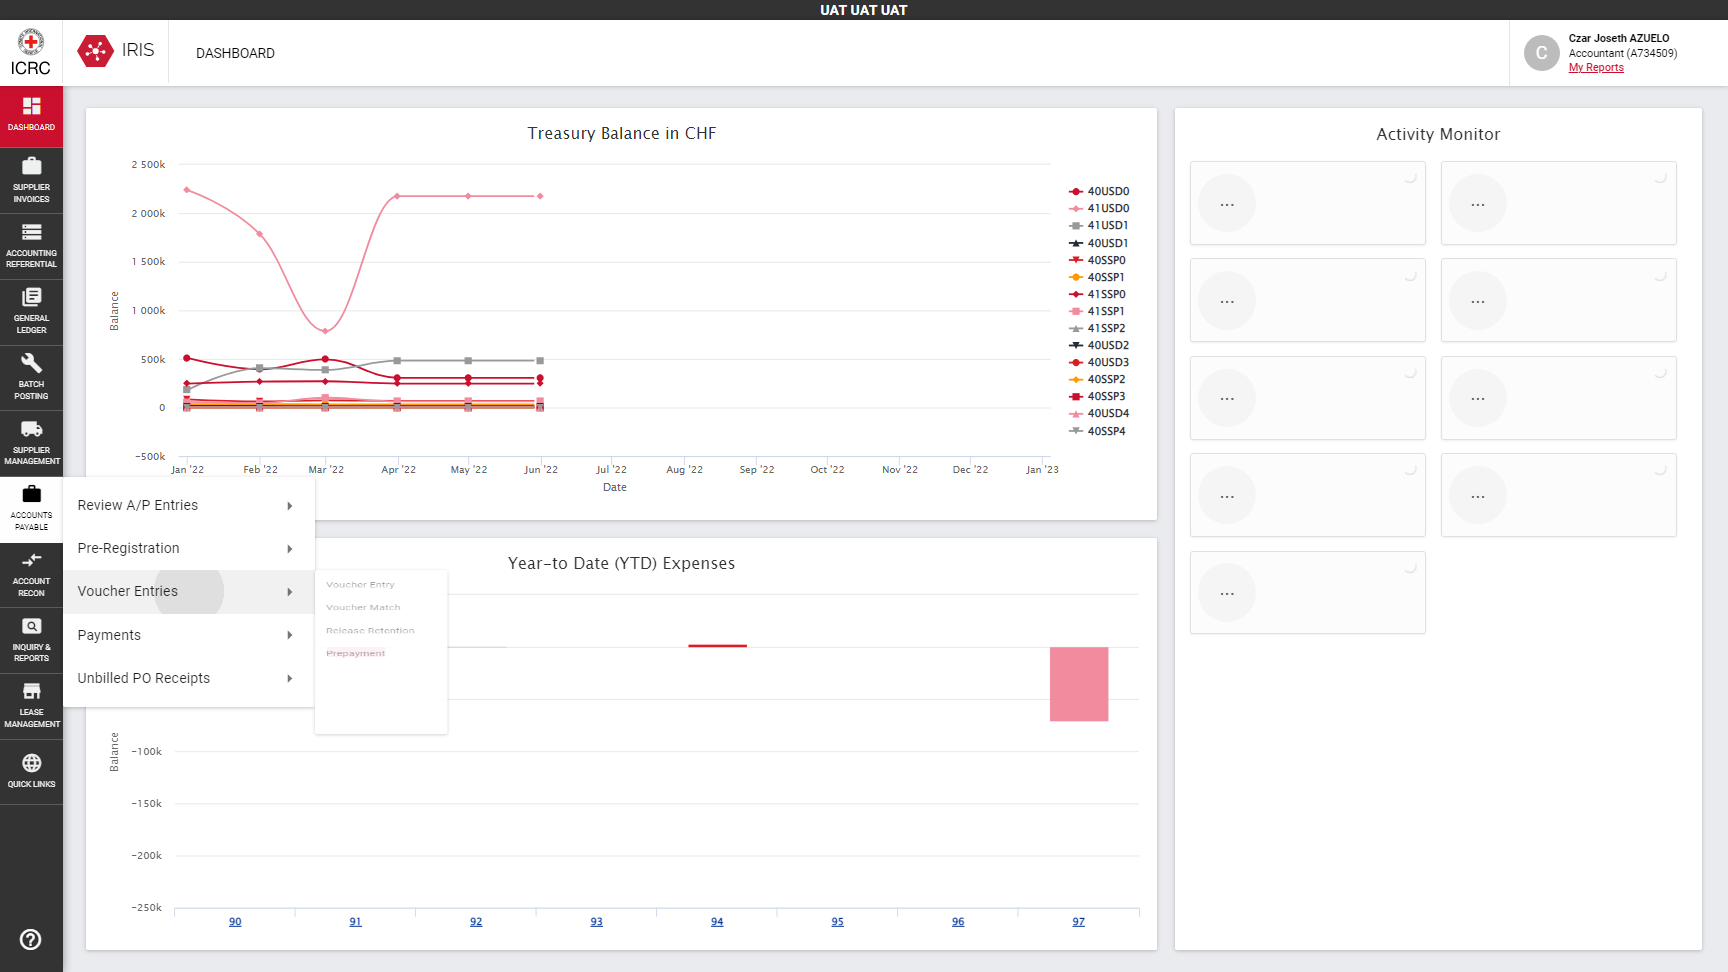 UAT UAT UAT
ICRC
IRIS
DASHBOARD
C
Czar Joseth AZUELO
Accountant (A734509)
My Reports
DASHBOARD
SUPPLIER
INVOICES
ACCOUNTING
REFERENTIAL
GENERAL
LEDGER
BATCH
POSTING
SUPPLIER
MANAGEMENT
ACCOUNTS
PAYABLE
ACCOUNT
RECON
INQUIRY &
REPORTS
LEASE
MANAGEMENT
QUICK LINKS
Treasury Balance in CHF
2 500k
2 000k
1 500k
1 000k
500k
0
-500k
Balance
Jan '22
Feb '22
Mar '22
Apr '22
May '22
Jun '22
Jul '22
Aug '22
Sep '22
Oct '22
Nov '22
Dec '22
Jan '23
Date
40USD0
41USD0
41USD1
40USD1
40SSP0
40SSP1
41SSP0
41SSP1
41SSP2
40USD2
40USD3
40SSP2
40SSP3
40USD4
40SSP4
Review A/P Entries
Pre-Registration
Voucher Entries
Payments
Unbilled PO Receipts
Voucher Entry
Voucher Match
Release Retention
Prepayment
Year-to Date (YTD) Expenses
Balance
-100k
-150k
-200k
-250k
90
91
92
93
94
95
96
97
Activity Monitor
...
...
...
...
...
...
...
...
...